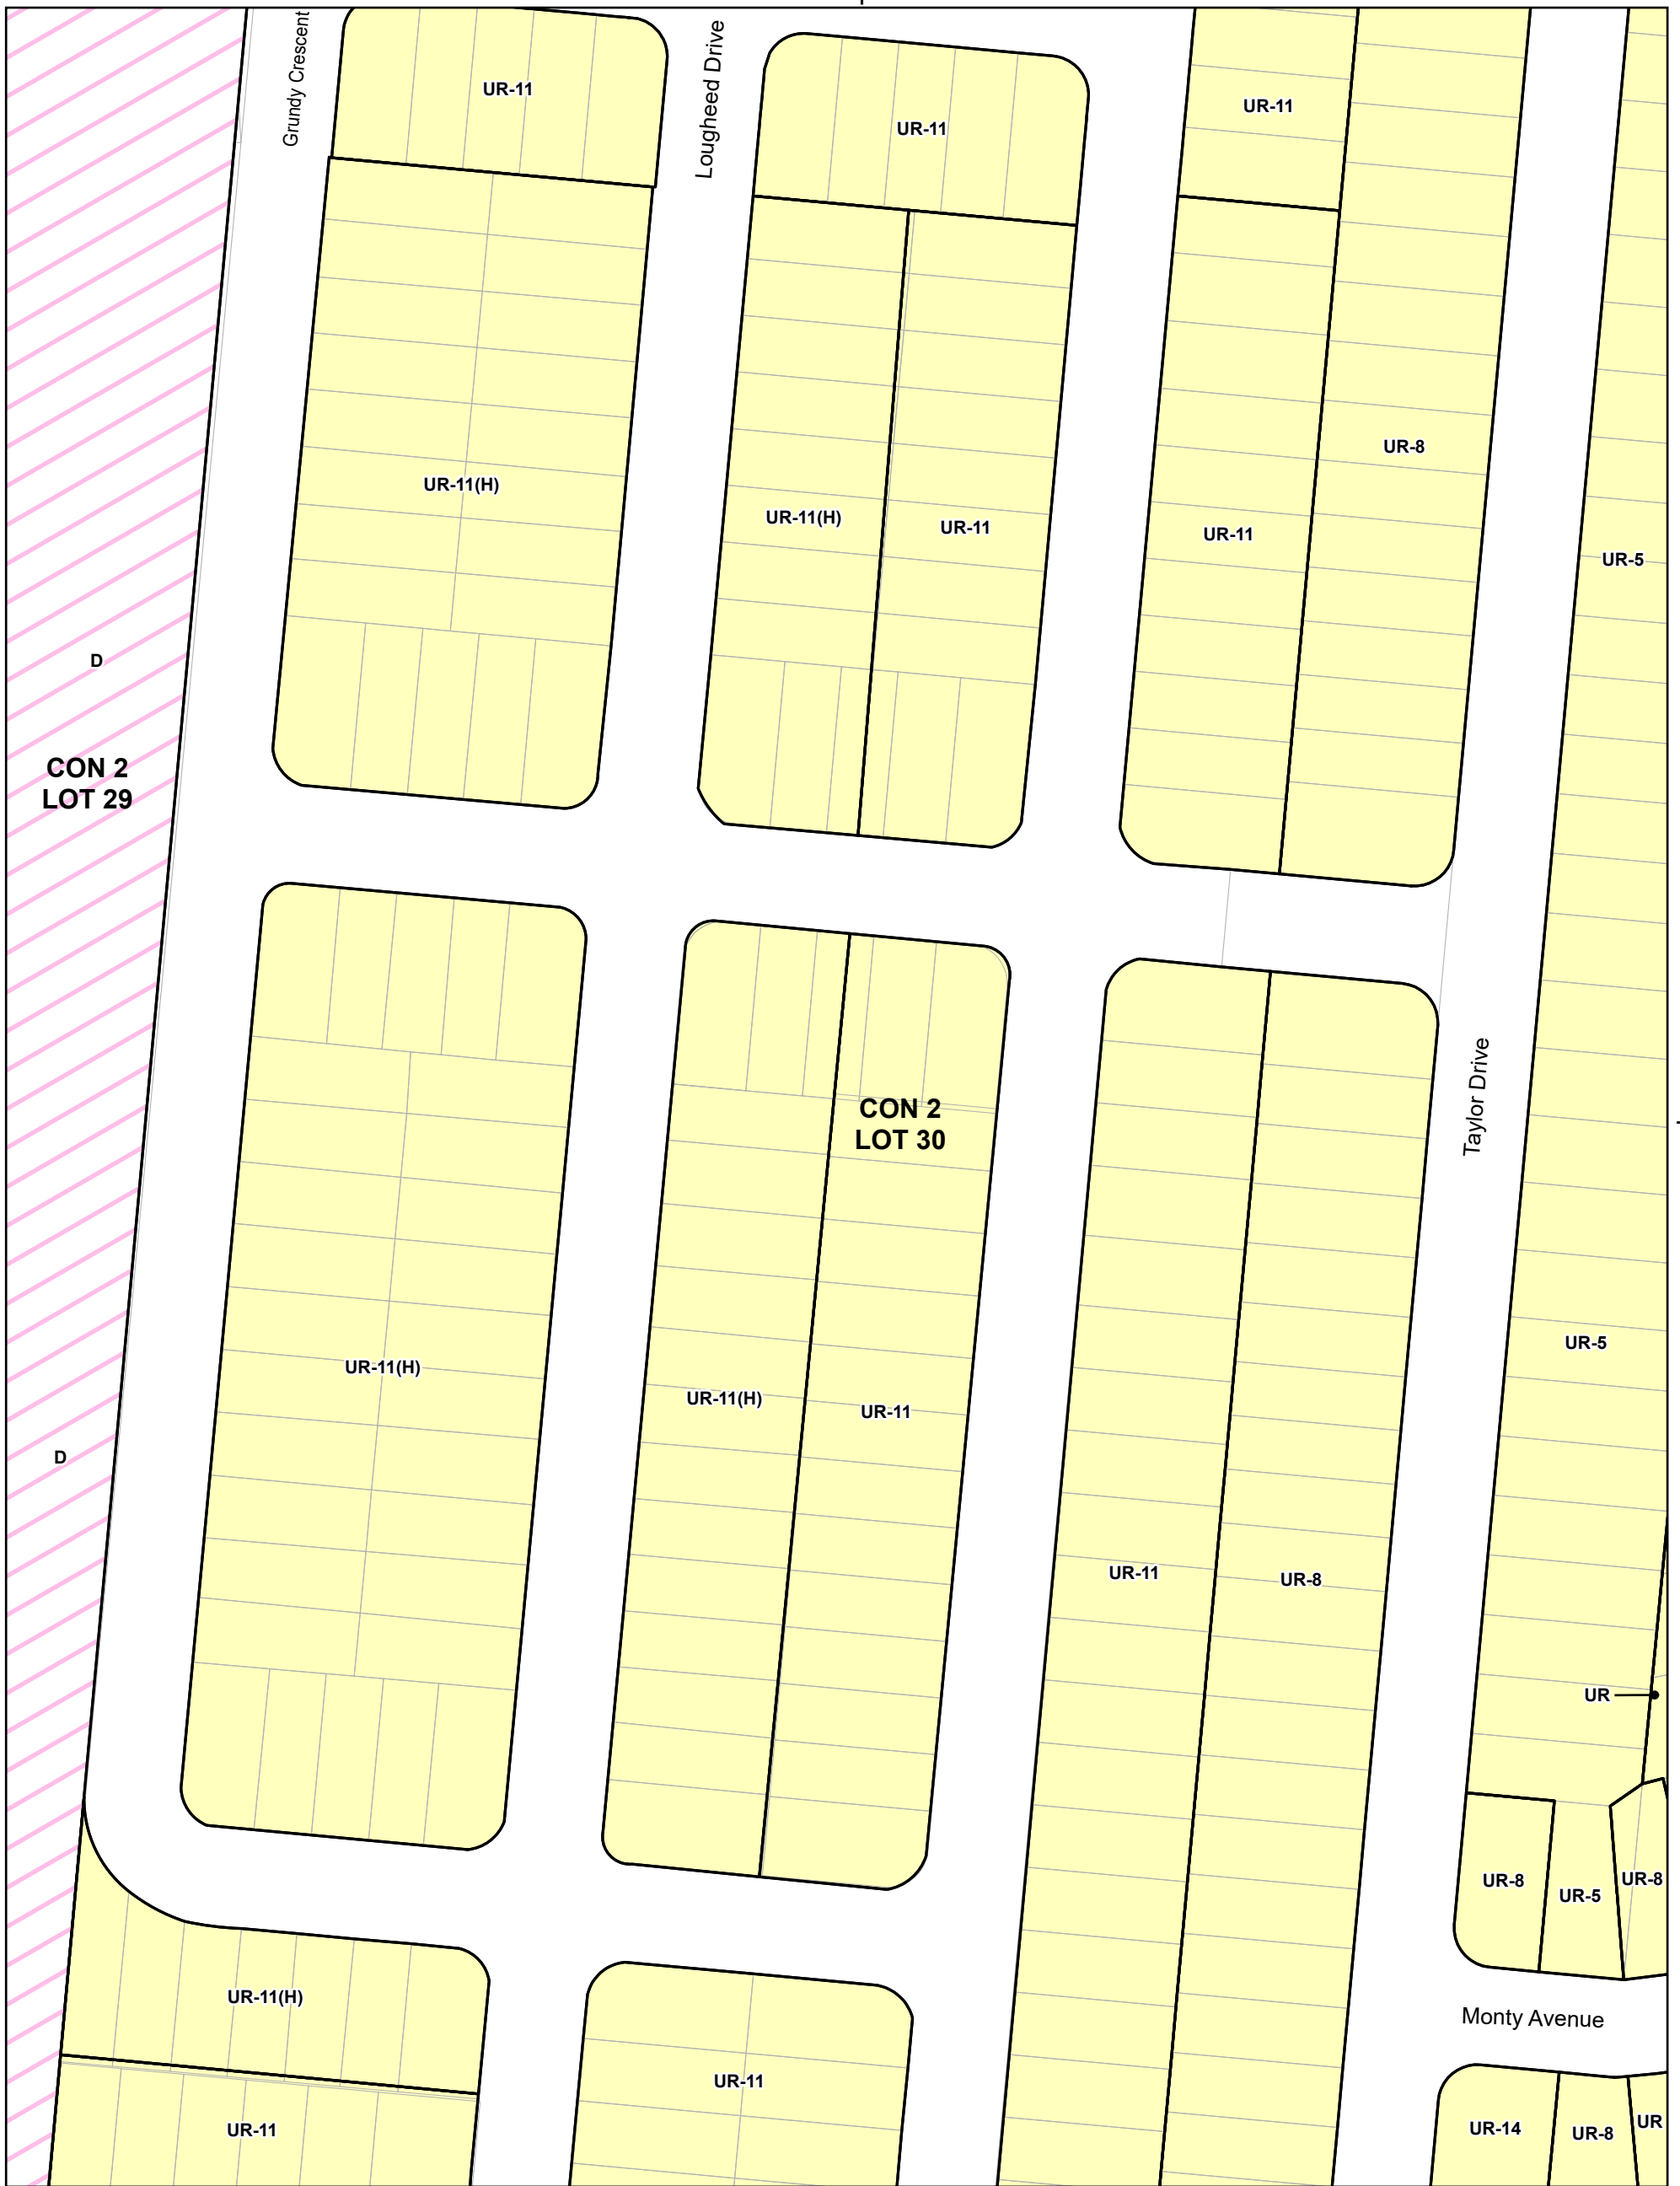 Grundy Crescent
Lougheed Drive
UR-11
UR-11
UR-11
UR-8
UR-11(H)
UR-11(H)
UR-11
UR-11
UR-5
D
CON 2
LOT 29
Taylor Drive
CON 2
LOT 30
UR-5
UR-11(H)
UR-11(H)
UR-11
D
UR-11
UR-8
UR
UR-8
UR-5
UR-8
UR-11(H)
Monty Avenue
UR-11
UR-11
UR-14
UR-8
UR